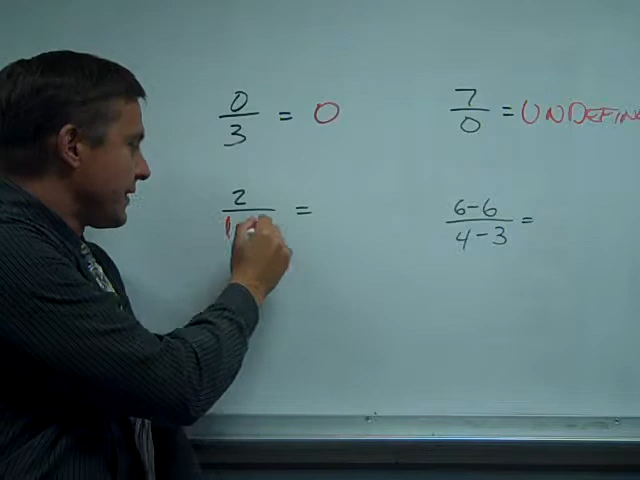 0/3 = 0
7/0 = UNDEFINE
2/ =
6-6/4-3 =